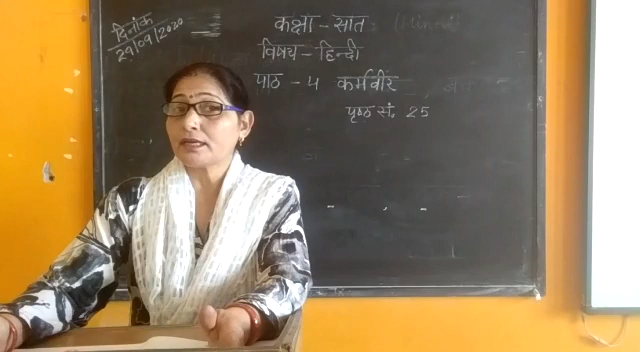 दिनांक
29/09/2020
कक्षा - सात
विषय - हिन्दी
पाठ - 4 कर्मवीर
पृष्ठ सं. 25